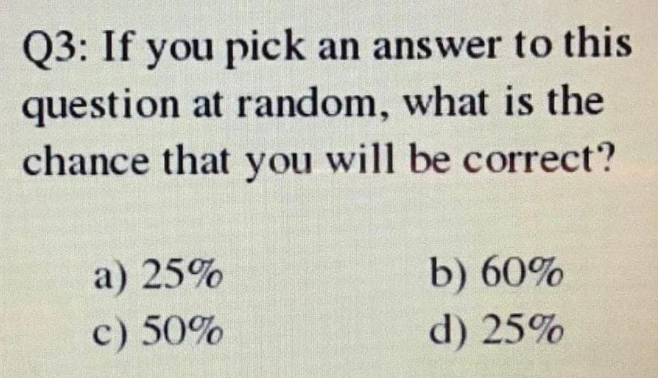 Q3: If you pick an answer to this
question at random, what is the
chance that you will be correct?
a) 25% b) 60%
c) 50% d) 25%